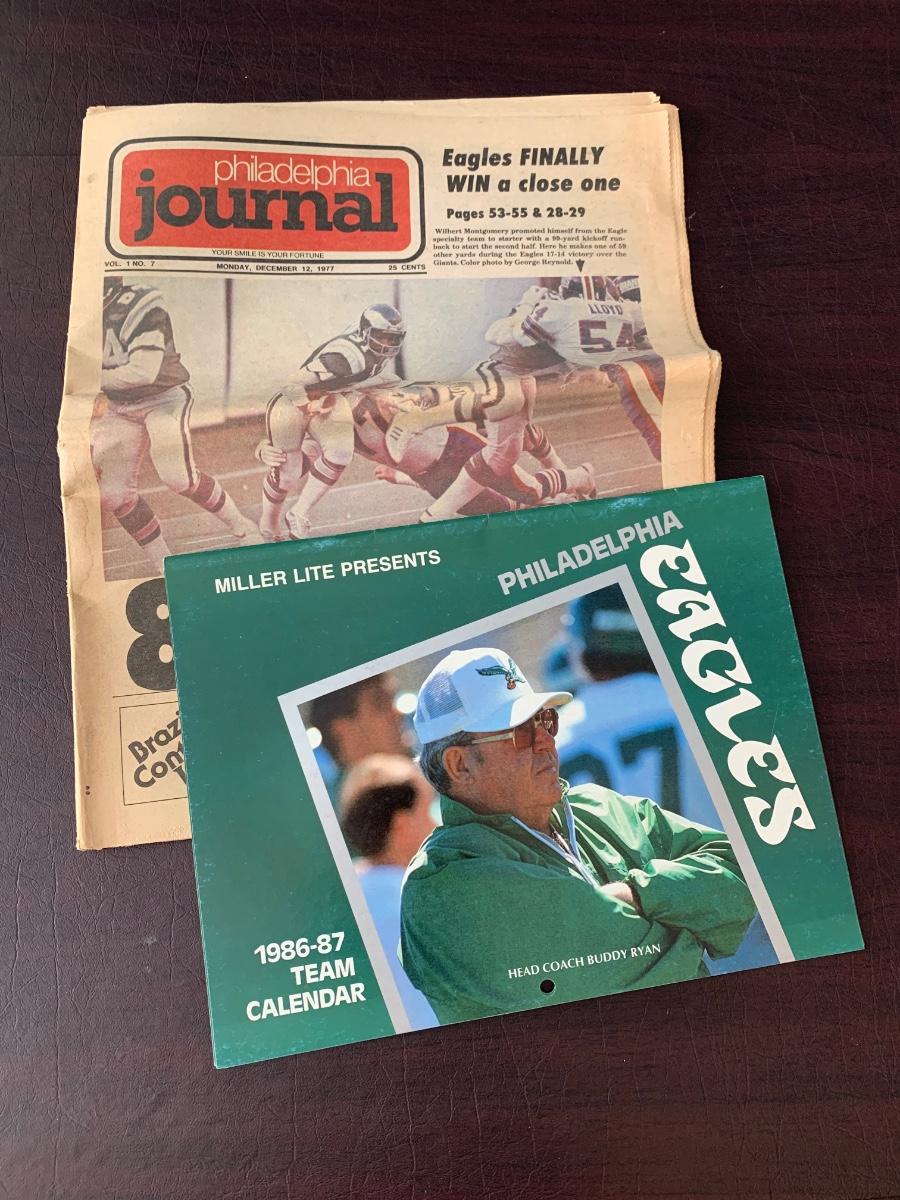 philadelphia
journal
YOUR SMILE IS YOUR FORTUNE
VOL. 1 NO. 7 MONDAY, DECEMBER 12, 1977 25 CENTS
Eagles FINALLY
WIN a close one
Pages 53-55 & 28-29
Wilbert Montgomery promoted himself from the Eagle
specialty team to starter with a 99-yard kickoff run-
back to start the second half. Here he makes one of 59
other yards during the Eagles 17-14 victory over the
Giants. Color photo by George Reynold.
LLOYD
54
8
Brazi
Con
MILLER LITE PRESENTS
PHILADELPHIA
EAGLES
97
1986-87
TEAM
CALENDAR
HEAD COACH BUDDY RYAN